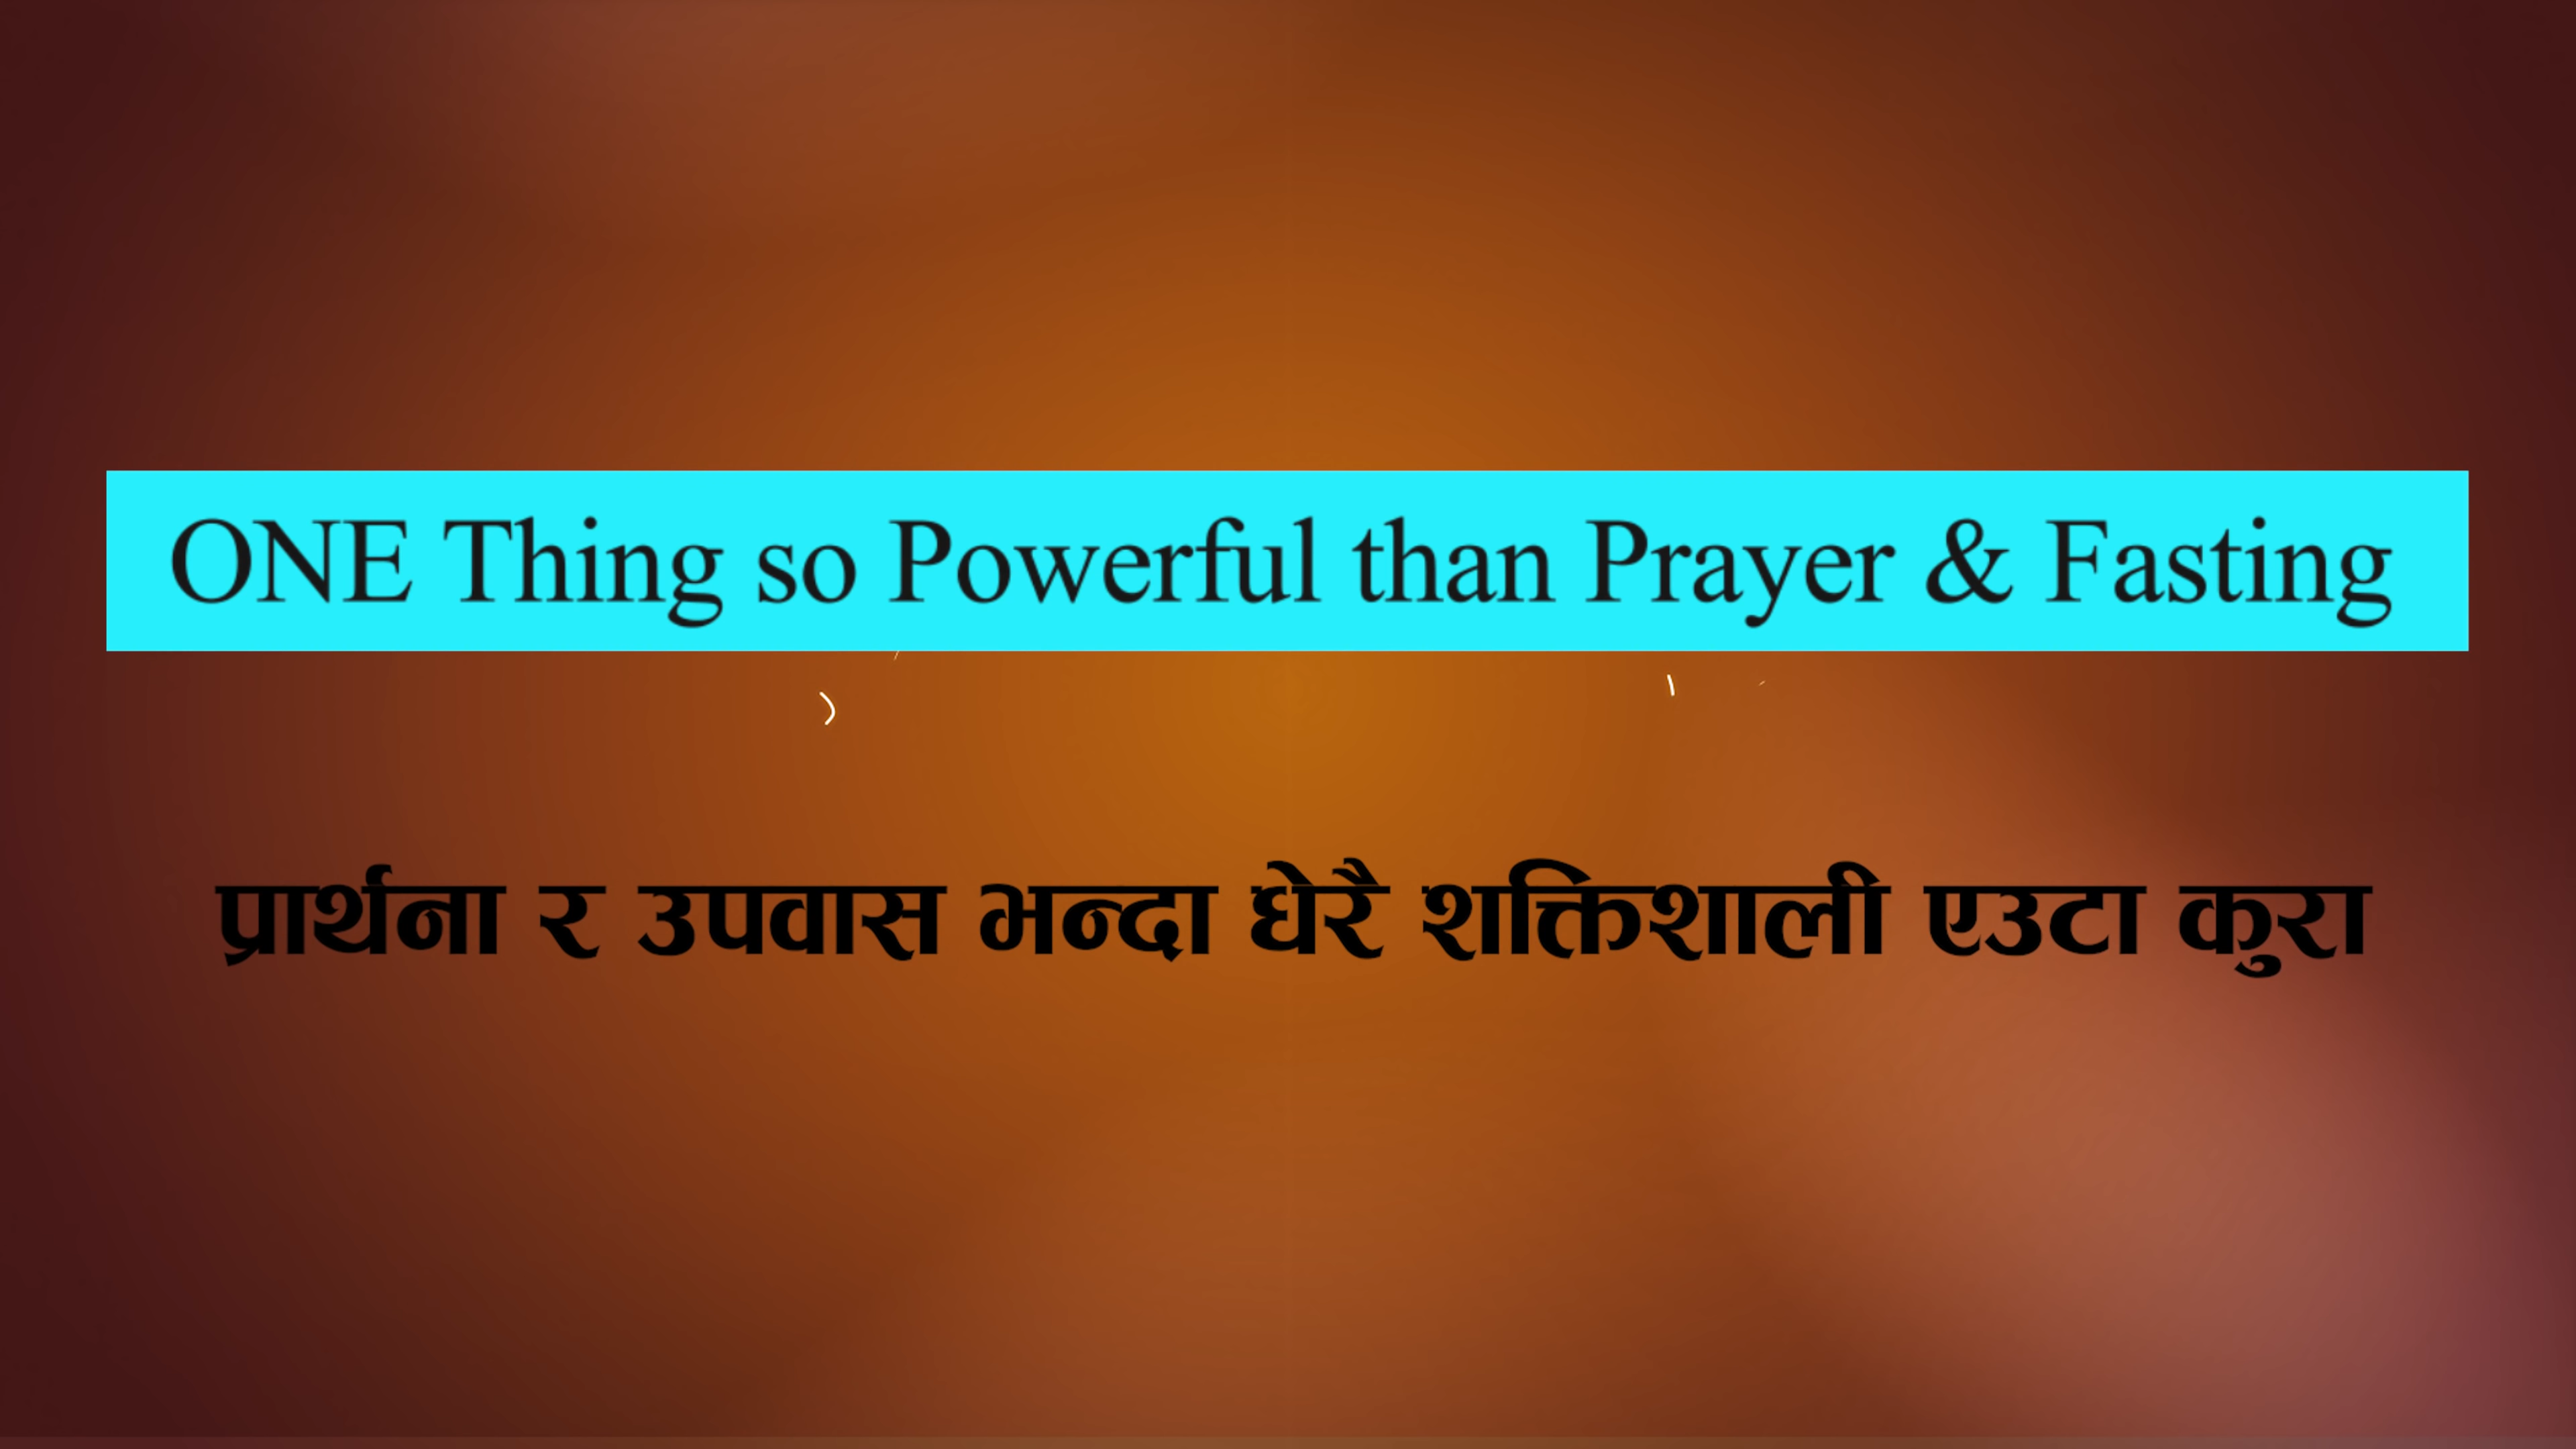 ONE Thing so Powerful than Prayer & Fasting
प्रार्थना र उपवास भन्दा धेरै शक्तिशाली एउटा कुरा